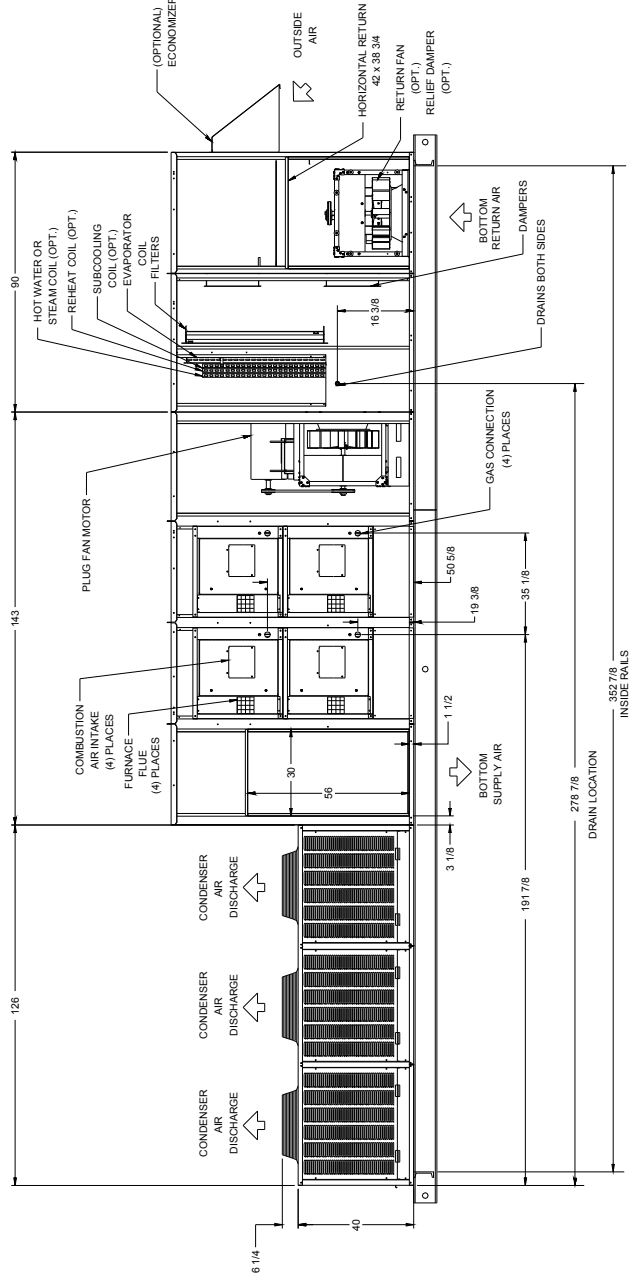 126
143
90
(OPTIONAL)
ECONOMIZER
OUTSIDE
AIR
HORIZONTAL RETURN
42 x 38 3/4
RETURN FAN
(OPT.)
RELIEF DAMPER
(OPT.)
HOT WATER OR
STEAM COIL (OPT.)
REHEAT COIL (OPT.)
SUBCOOLING
COIL (OPT.)
EVAPORATOR
COIL
FILTERS
PLUG FAN MOTOR
COMBUSTION
AIR INTAKE
(4) PLACES
FURNACE
FLUE
(4) PLACES
CONDENSER
AIR
DISCHARGE
CONDENSER
AIR
DISCHARGE
CONDENSER
AIR
DISCHARGE
6 1/4
40
30
56
16 3/8
BOTTOM
RETURN AIR
DAMPERS
DRAINS BOTH SIDES
GAS CONNECTION
(4) PLACES
50 5/8
19 3/8
35 1/8
1 1/2
BOTTOM
SUPPLY AIR
3 1/8
191 7/8
278 7/8
DRAIN LOCATION
352 7/8
INSIDE RAILS